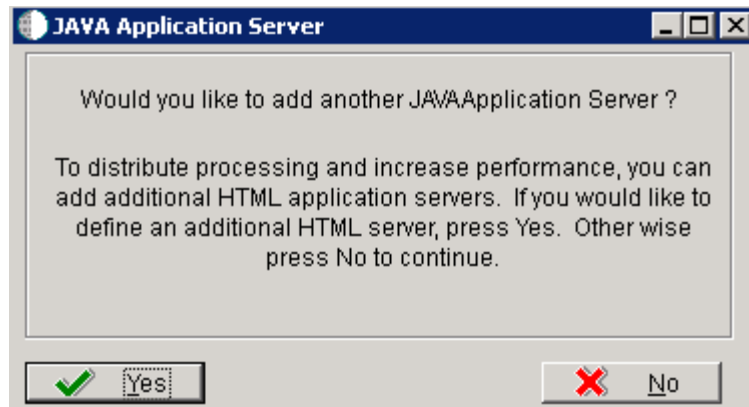 JAVA Application Server
Would you like to add another JAVAApplication Server ?
To distribute processing and increase performance, you can
add additional HTML application servers.  If you would like to
define an additional HTML server, press Yes.  Other wise
press No to continue.
Yes
No